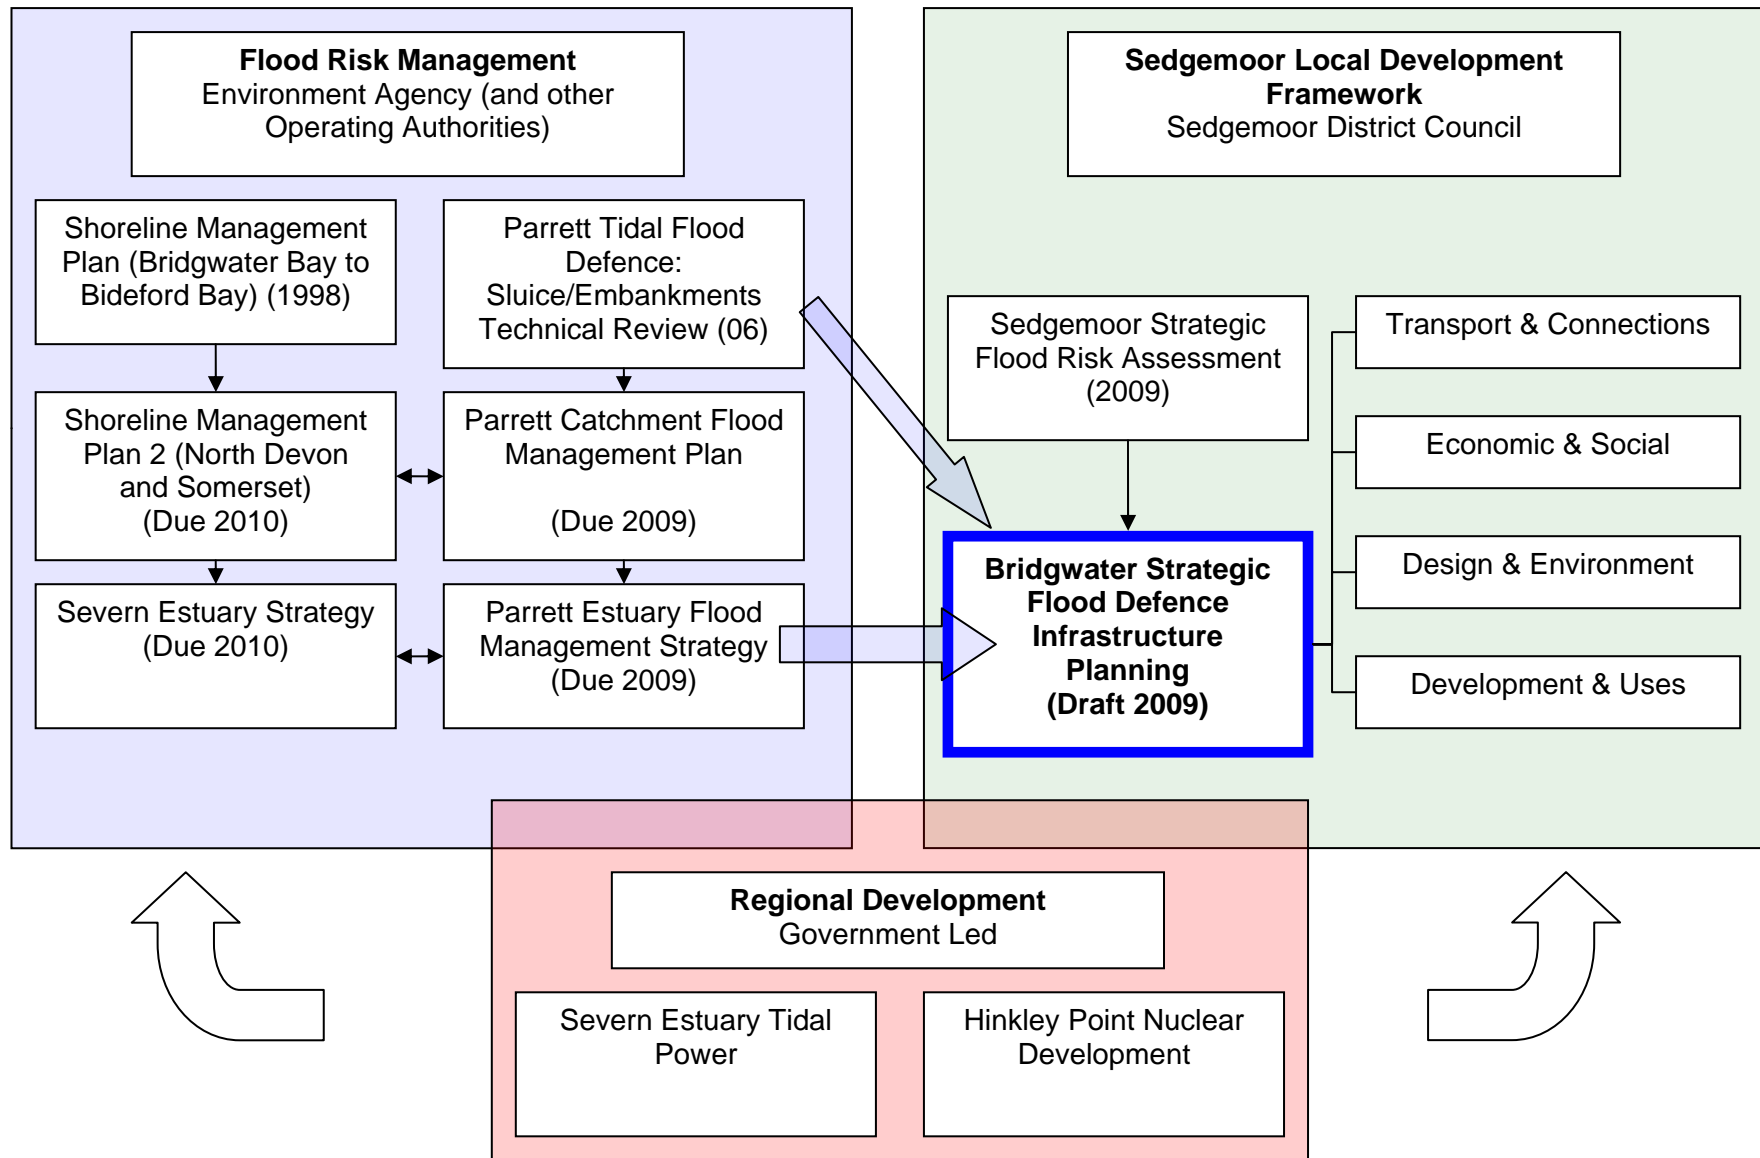 Flood Risk Management
Environment Agency (and other
Operating Authorities)
Shoreline Management
Plan (Bridgwater Bay to
Bideford Bay) (1998)
Parrett Tidal Flood
Defence:
Sluice/Embankments
Technical Review (06)
Shoreline Management
Plan 2 (North Devon
and Somerset)
(Due 2010)
Parrett Catchment Flood
Management Plan
(Due 2009)
Severn Estuary Strategy
(Due 2010)
Parrett Estuary Flood
Management Strategy
(Due 2009)
Sedgemoor Local Development
Framework
Sedgemoor District Council
Sedgemoor Strategic
Flood Risk Assessment
(2009)
Bridgwater Strategic
Flood Defence
Infrastructure
Planning
(Draft 2009)
Transport & Connections
Economic & Social
Design & Environment
Development & Uses
Regional Development
Government Led
Severn Estuary Tidal
Power
Hinkley Point Nuclear
Development